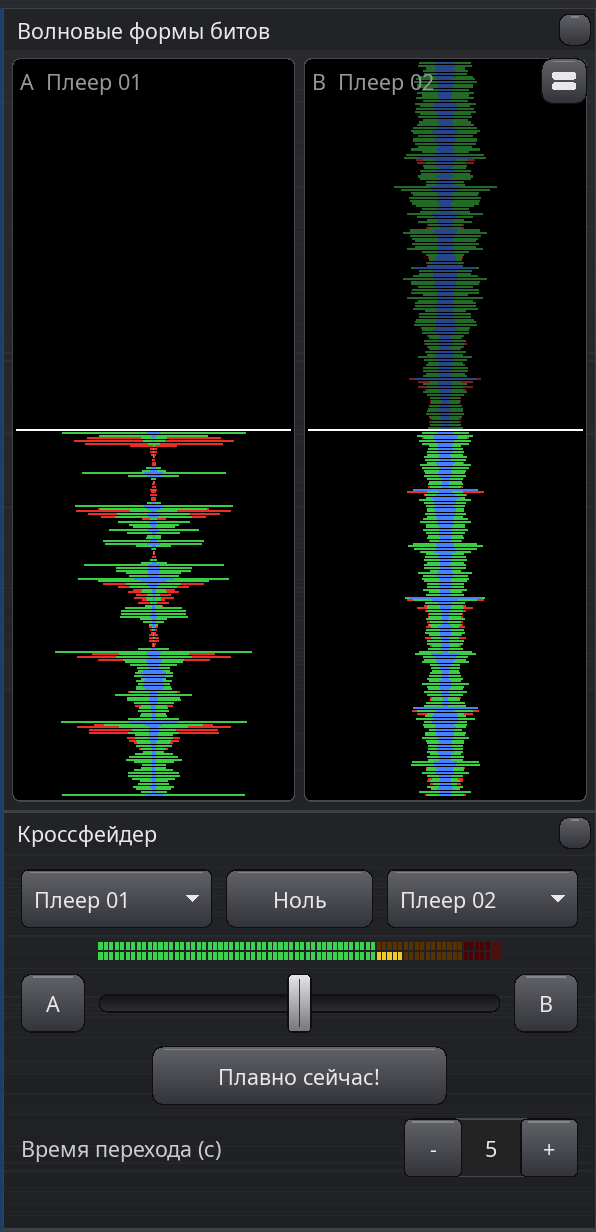 Волновые формы битов
A Плеер 01
B Плеер 02
Кроссфейдер
Плеер 01
Ноль
Плеер 02
A
B
Плавно сейчас!
Время перехода (с)
- 5 +